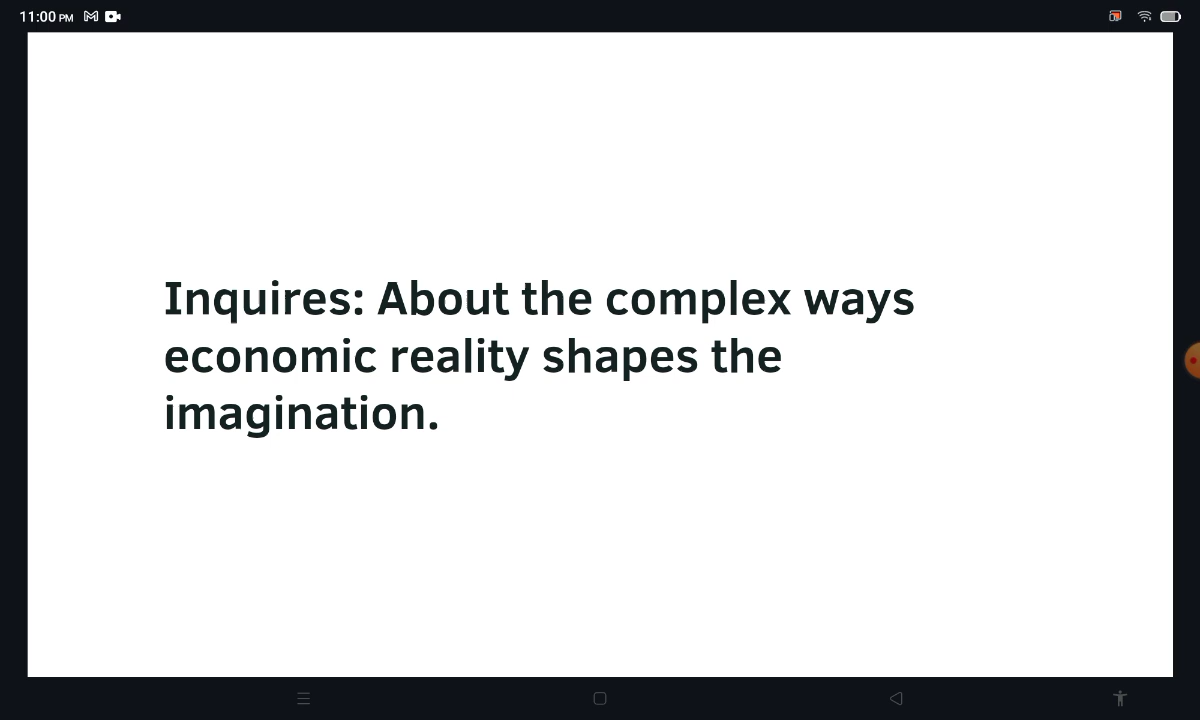 11:00 PM
Inquires: About the complex ways
economic reality shapes the
imagination.